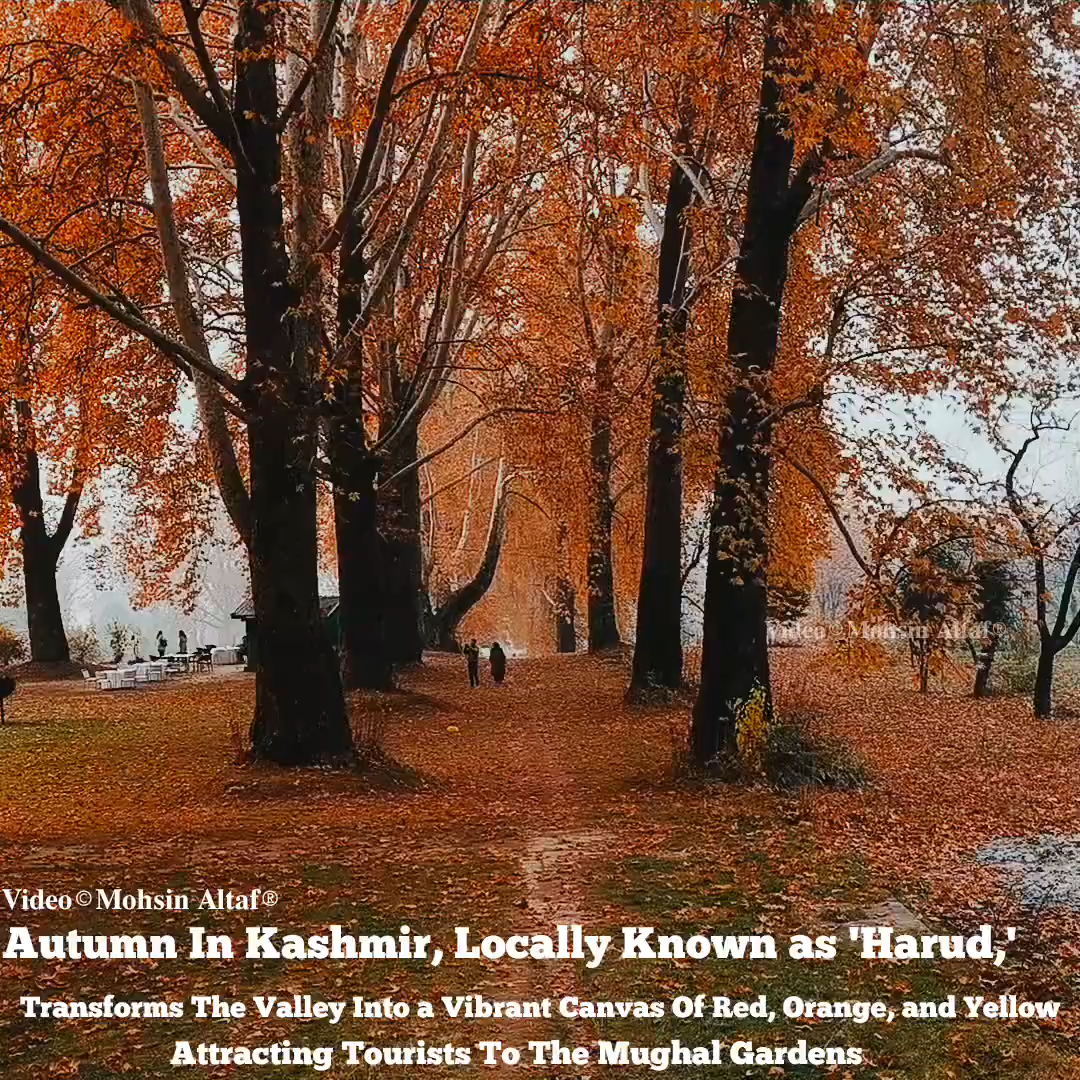 Video©Mohsin Altaf®
Video©Mohsin Altaf®
Autumn In Kashmir, Locally Known as 'Harud,'
Transforms The Valley Into a Vibrant Canvas Of Red, Orange, and Yellow
Attracting Tourists To The Mughal Gardens